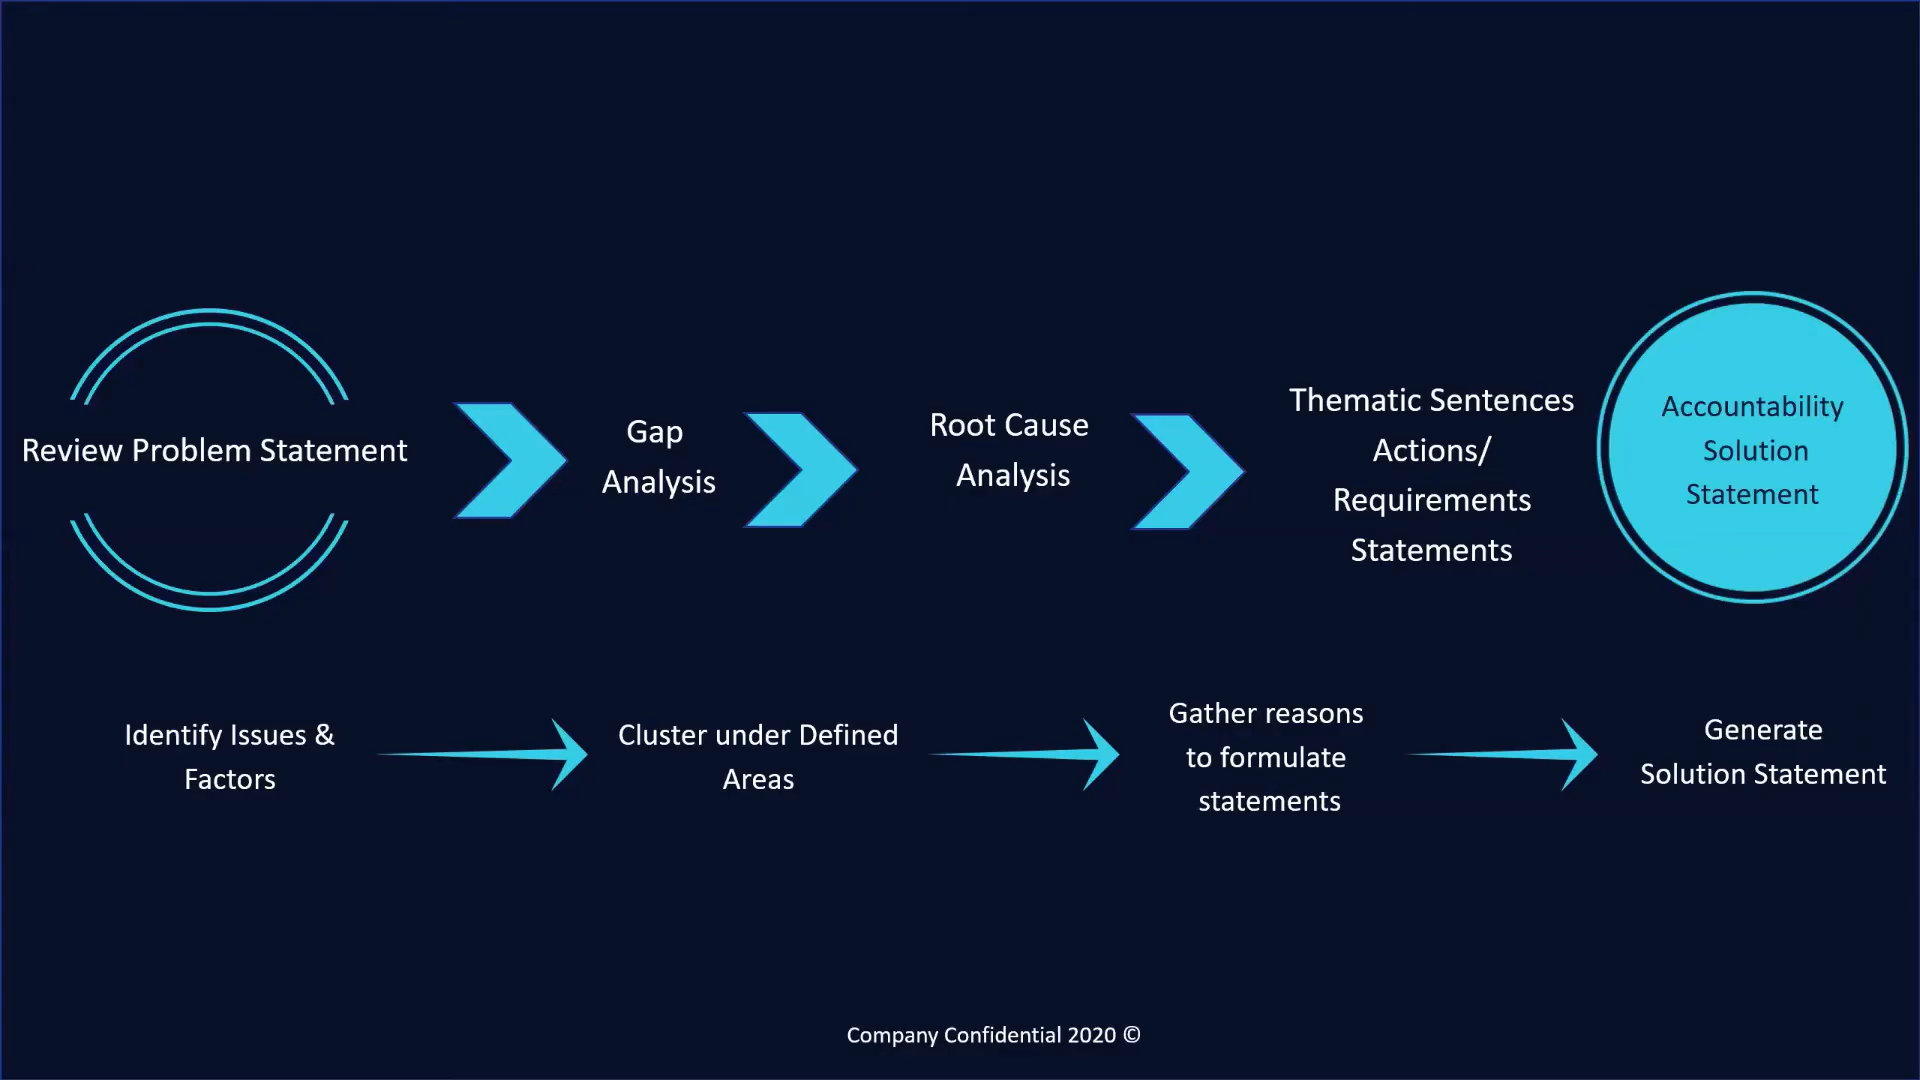 Review Problem Statement
Gap
Analysis
Root Cause
Analysis
Thematic Sentences
Actions/
Requirements
Statements
Accountability
Solution
Statement
Identify Issues &
Factors
Cluster under Defined
Areas
Gather reasons
to formulate
statements
Generate
Solution Statement
Company Confidential 2020 ©